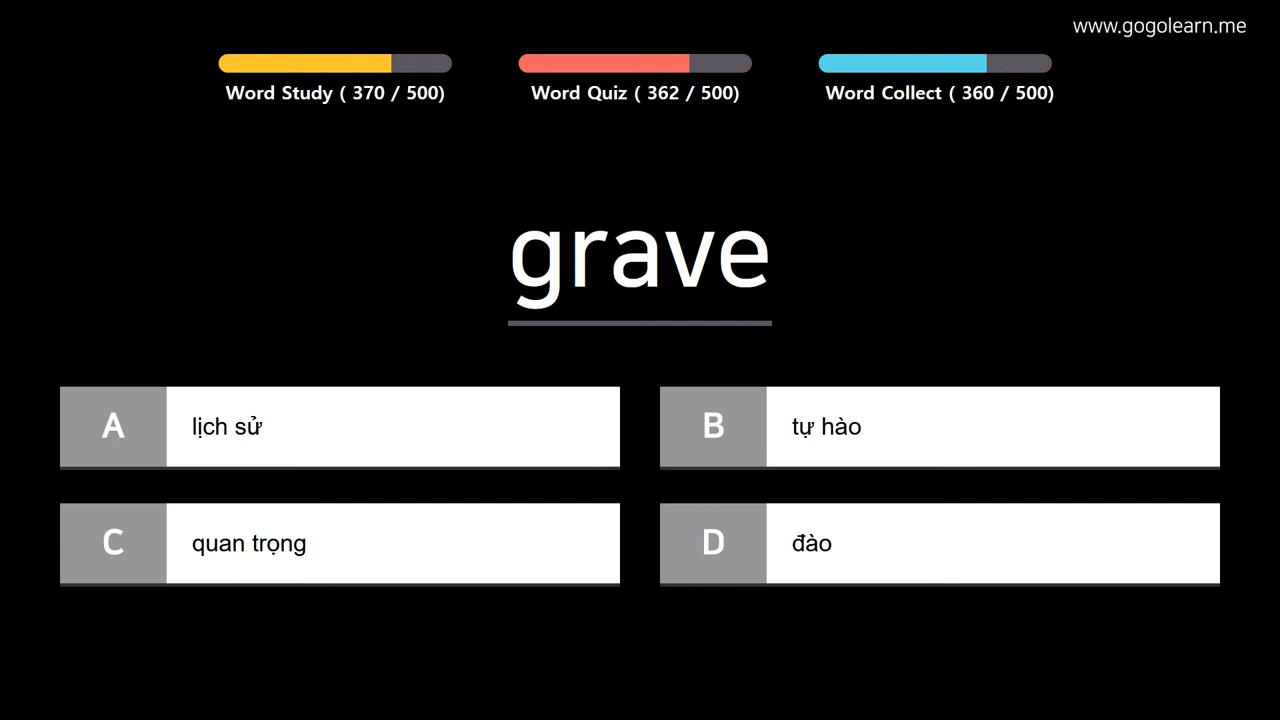 www.gogolearn.me
Word Study ( 370 / 500)
Word Quiz ( 362 / 500)
Word Collect ( 360 / 500)
grave
A lịch sử
B tự hào
C quan trọng
D đào